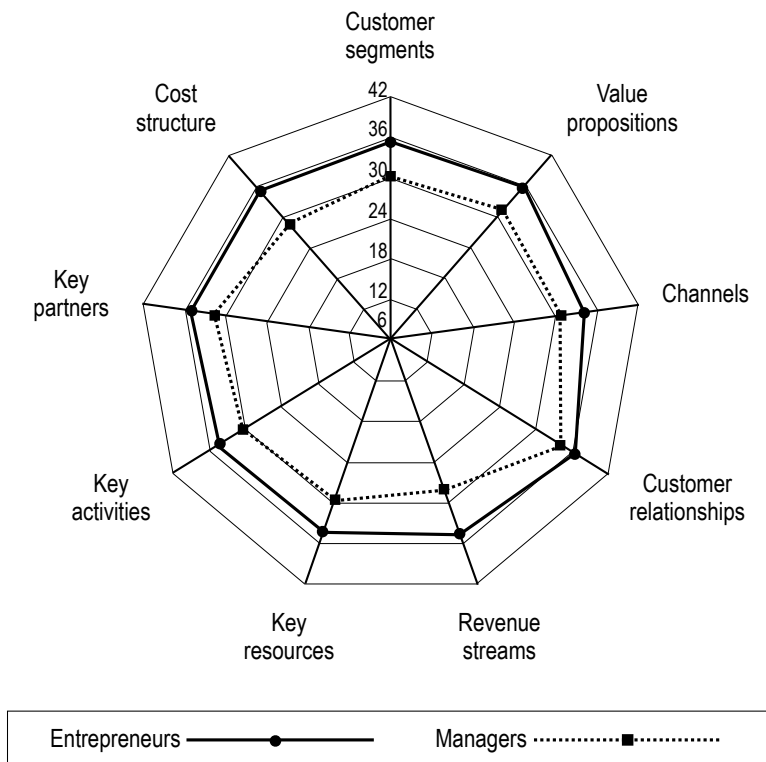 Customer
segments
Cost
structure
Value
propositions
42
36
30
24
18
12
6
Key
partners
Channels
Key
activities
Customer
relationships
Key
resources
Revenue
streams
Entrepreneurs
Managers